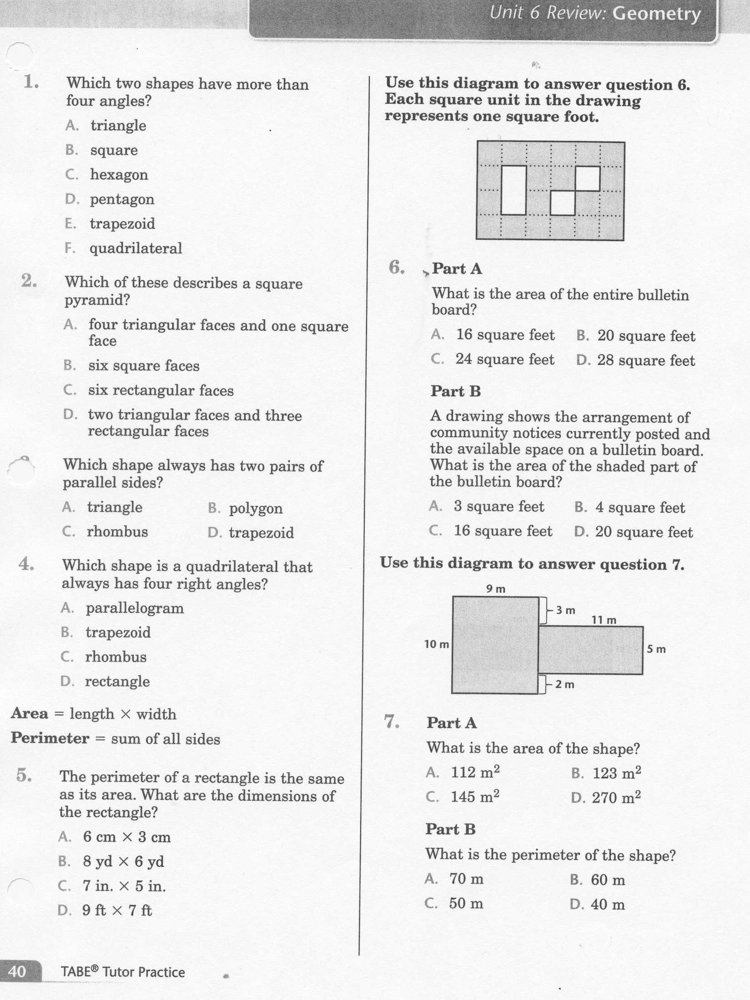 Unit 6 Review: Geometry
1. Which two shapes have more than
four angles?
A. triangle
B. square
C. hexagon
D. pentagon
E. trapezoid
F. quadrilateral
2. Which of these describes a square
pyramid?
A. four triangular faces and one square
face
B. six square faces
C. six rectangular faces
D. two triangular faces and three
rectangular faces
Which shape always has two pairs of
parallel sides?
A. triangle B. polygon
C. rhombus D. trapezoid
4. Which shape is a quadrilateral that
always has four right angles?
A. parallelogram
B. trapezoid
C. rhombus
D. rectangle
Area = length × width
Perimeter = sum of all sides
5. The perimeter of a rectangle is the same
as its area. What are the dimensions of
the rectangle?
A. 6 cm × 3 cm
B. 8 yd × 6 yd
C. 7 in. × 5 in.
D. 9 ft × 7 ft
Use this diagram to answer question 6.
Each square unit in the drawing
represents one square foot.
6. Part A
What is the area of the entire bulletin
board?
A. 16 square feet B. 20 square feet
C. 24 square feet D. 28 square feet
Part B
A drawing shows the arrangement of
community notices currently posted and
the available space on a bulletin board.
What is the area of the shaded part of
the bulletin board?
A. 3 square feet B. 4 square feet
C. 16 square feet D. 20 square feet
Use this diagram to answer question 7.
9 m
3 m
11 m
10 m
5 m
2 m
7. Part A
What is the area of the shape?
A. 112 m² B. 123 m²
C. 145 m² D. 270 m²
Part B
What is the perimeter of the shape?
A. 70 m B. 60 m
C. 50 m D. 40 m
40 TABE® Tutor Practice